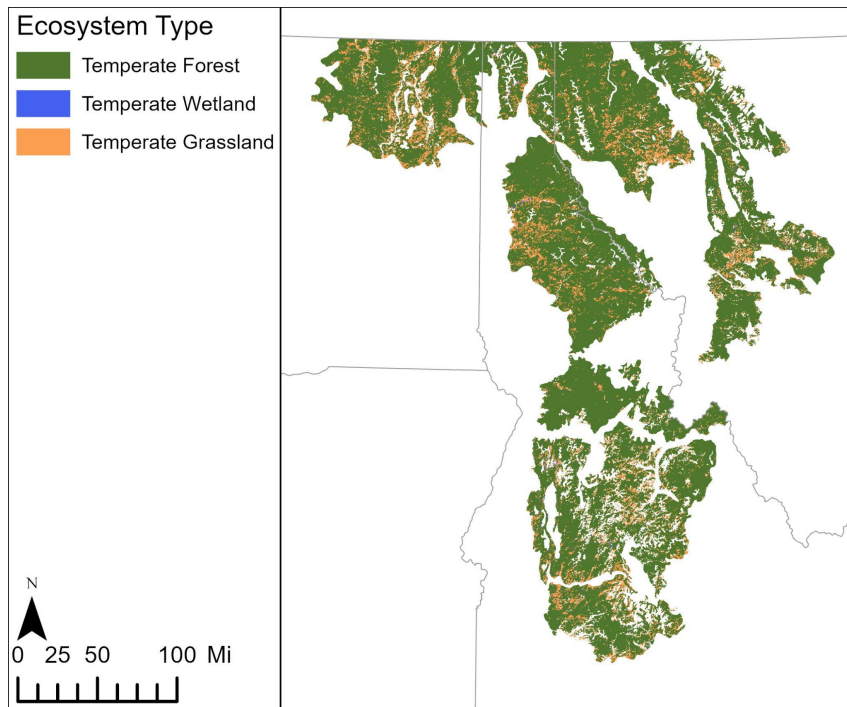 Ecosystem Type
Temperate Forest
Temperate Wetland
Temperate Grassland
N
0 25 50 100 Mi